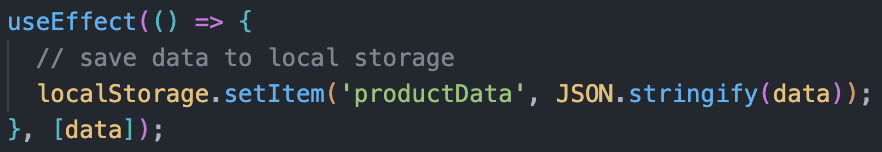 useEffect(() => {
// save data to local storage
localStorage.setItem('productData', JSON.stringify(data));
}, [data]);